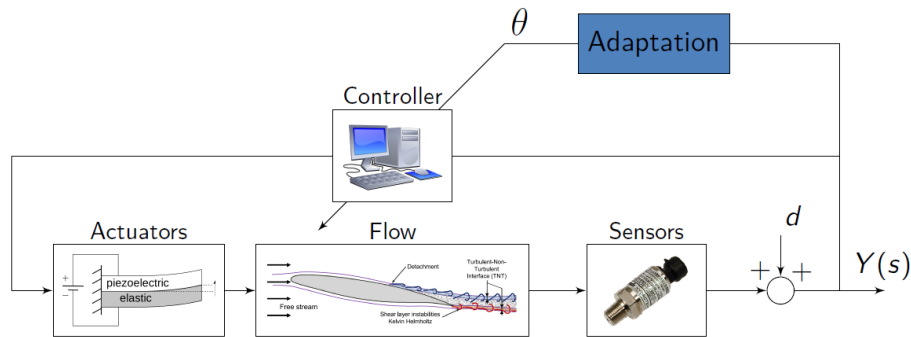 θ
Adaptation
Controller
Actuators
Flow
Sensors
d
Y(s)
+
−
piezoelectric
elastic
Detachment
Turbulent-Non-
Turbulent
Interface (TNT)
Free stream
Shear layer instabilities
Kelvin Helmholtz
+
+